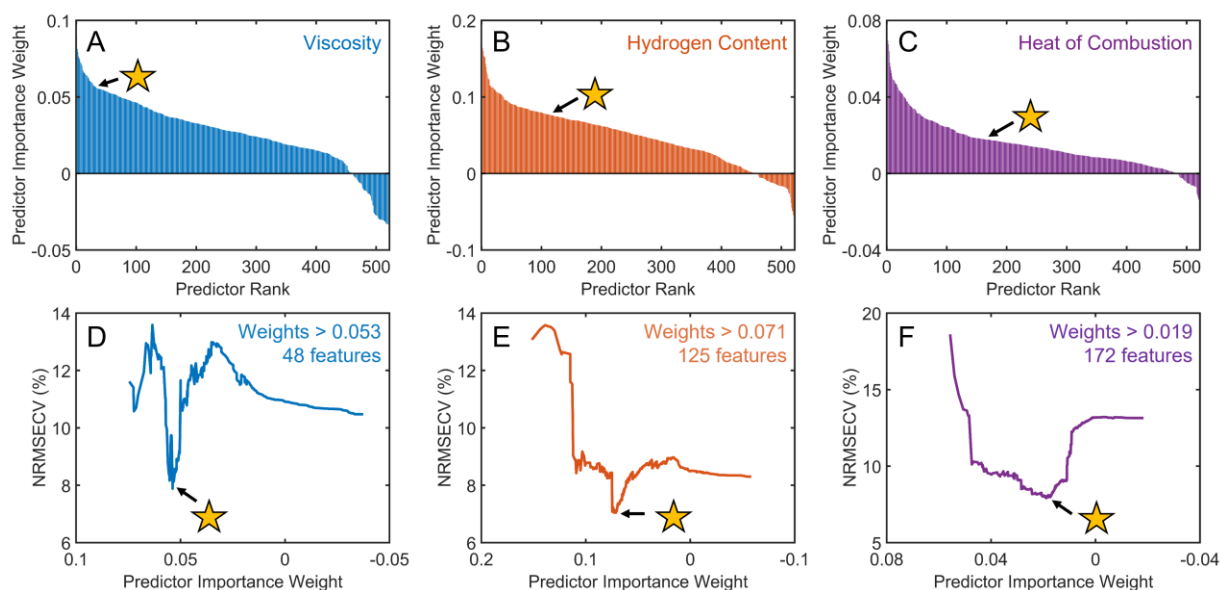 A
Viscosity
Predictor Importance Weight
0.1
0.05
0
-0.05
0 100 200 300 400 500
Predictor Rank
B
Hydrogen Content
Predictor Importance Weight
0.2
0.1
0
-0.1
0 100 200 300 400 500
Predictor Rank
C
Heat of Combustion
Predictor Importance Weight
0.08
0.04
0
-0.04
0 100 200 300 400 500
Predictor Rank
D
Weights > 0.053
48 features
NRMSECV (%)
14
12
10
8
6
0.1 0.05 0 -0.05
Predictor Importance Weight
E
Weights > 0.071
125 features
NRMSECV (%)
14
12
10
8
6
0.2 0.1 0 -0.1
Predictor Importance Weight
F
Weights > 0.019
172 features
NRMSECV (%)
20
15
10
5
0.08 0.04 0 -0.04
Predictor Importance Weight